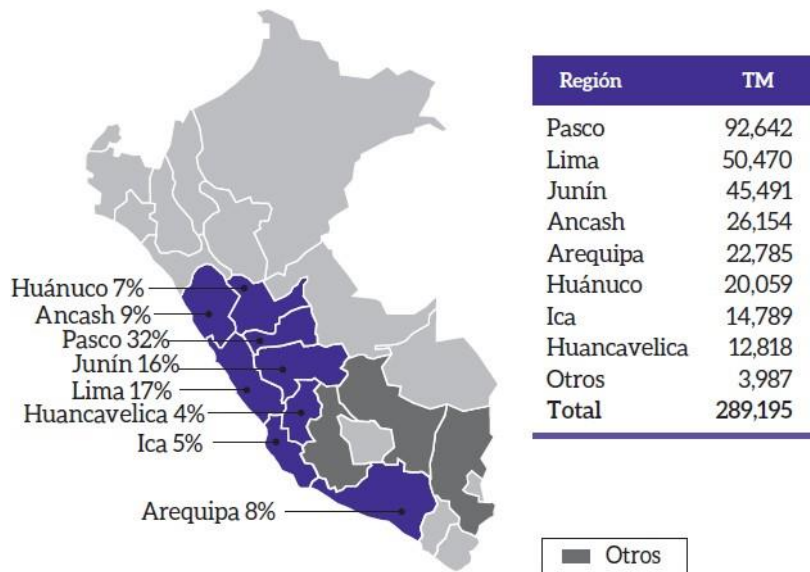 Región TM
Pasco 92,642
Lima 50,470
Junín 45,491
Ancash 26,154
Arequipa 22,785
Huánuco 20,059
Ica 14,789
Huancavelica 12,818
Otros 3,987
Total 289,195
Huánuco 7%
Ancash 9%
Pasco 32%
Junín 16%
Lima 17%
Huancavelica 4%
Ica 5%
Arequipa 8%
Otros